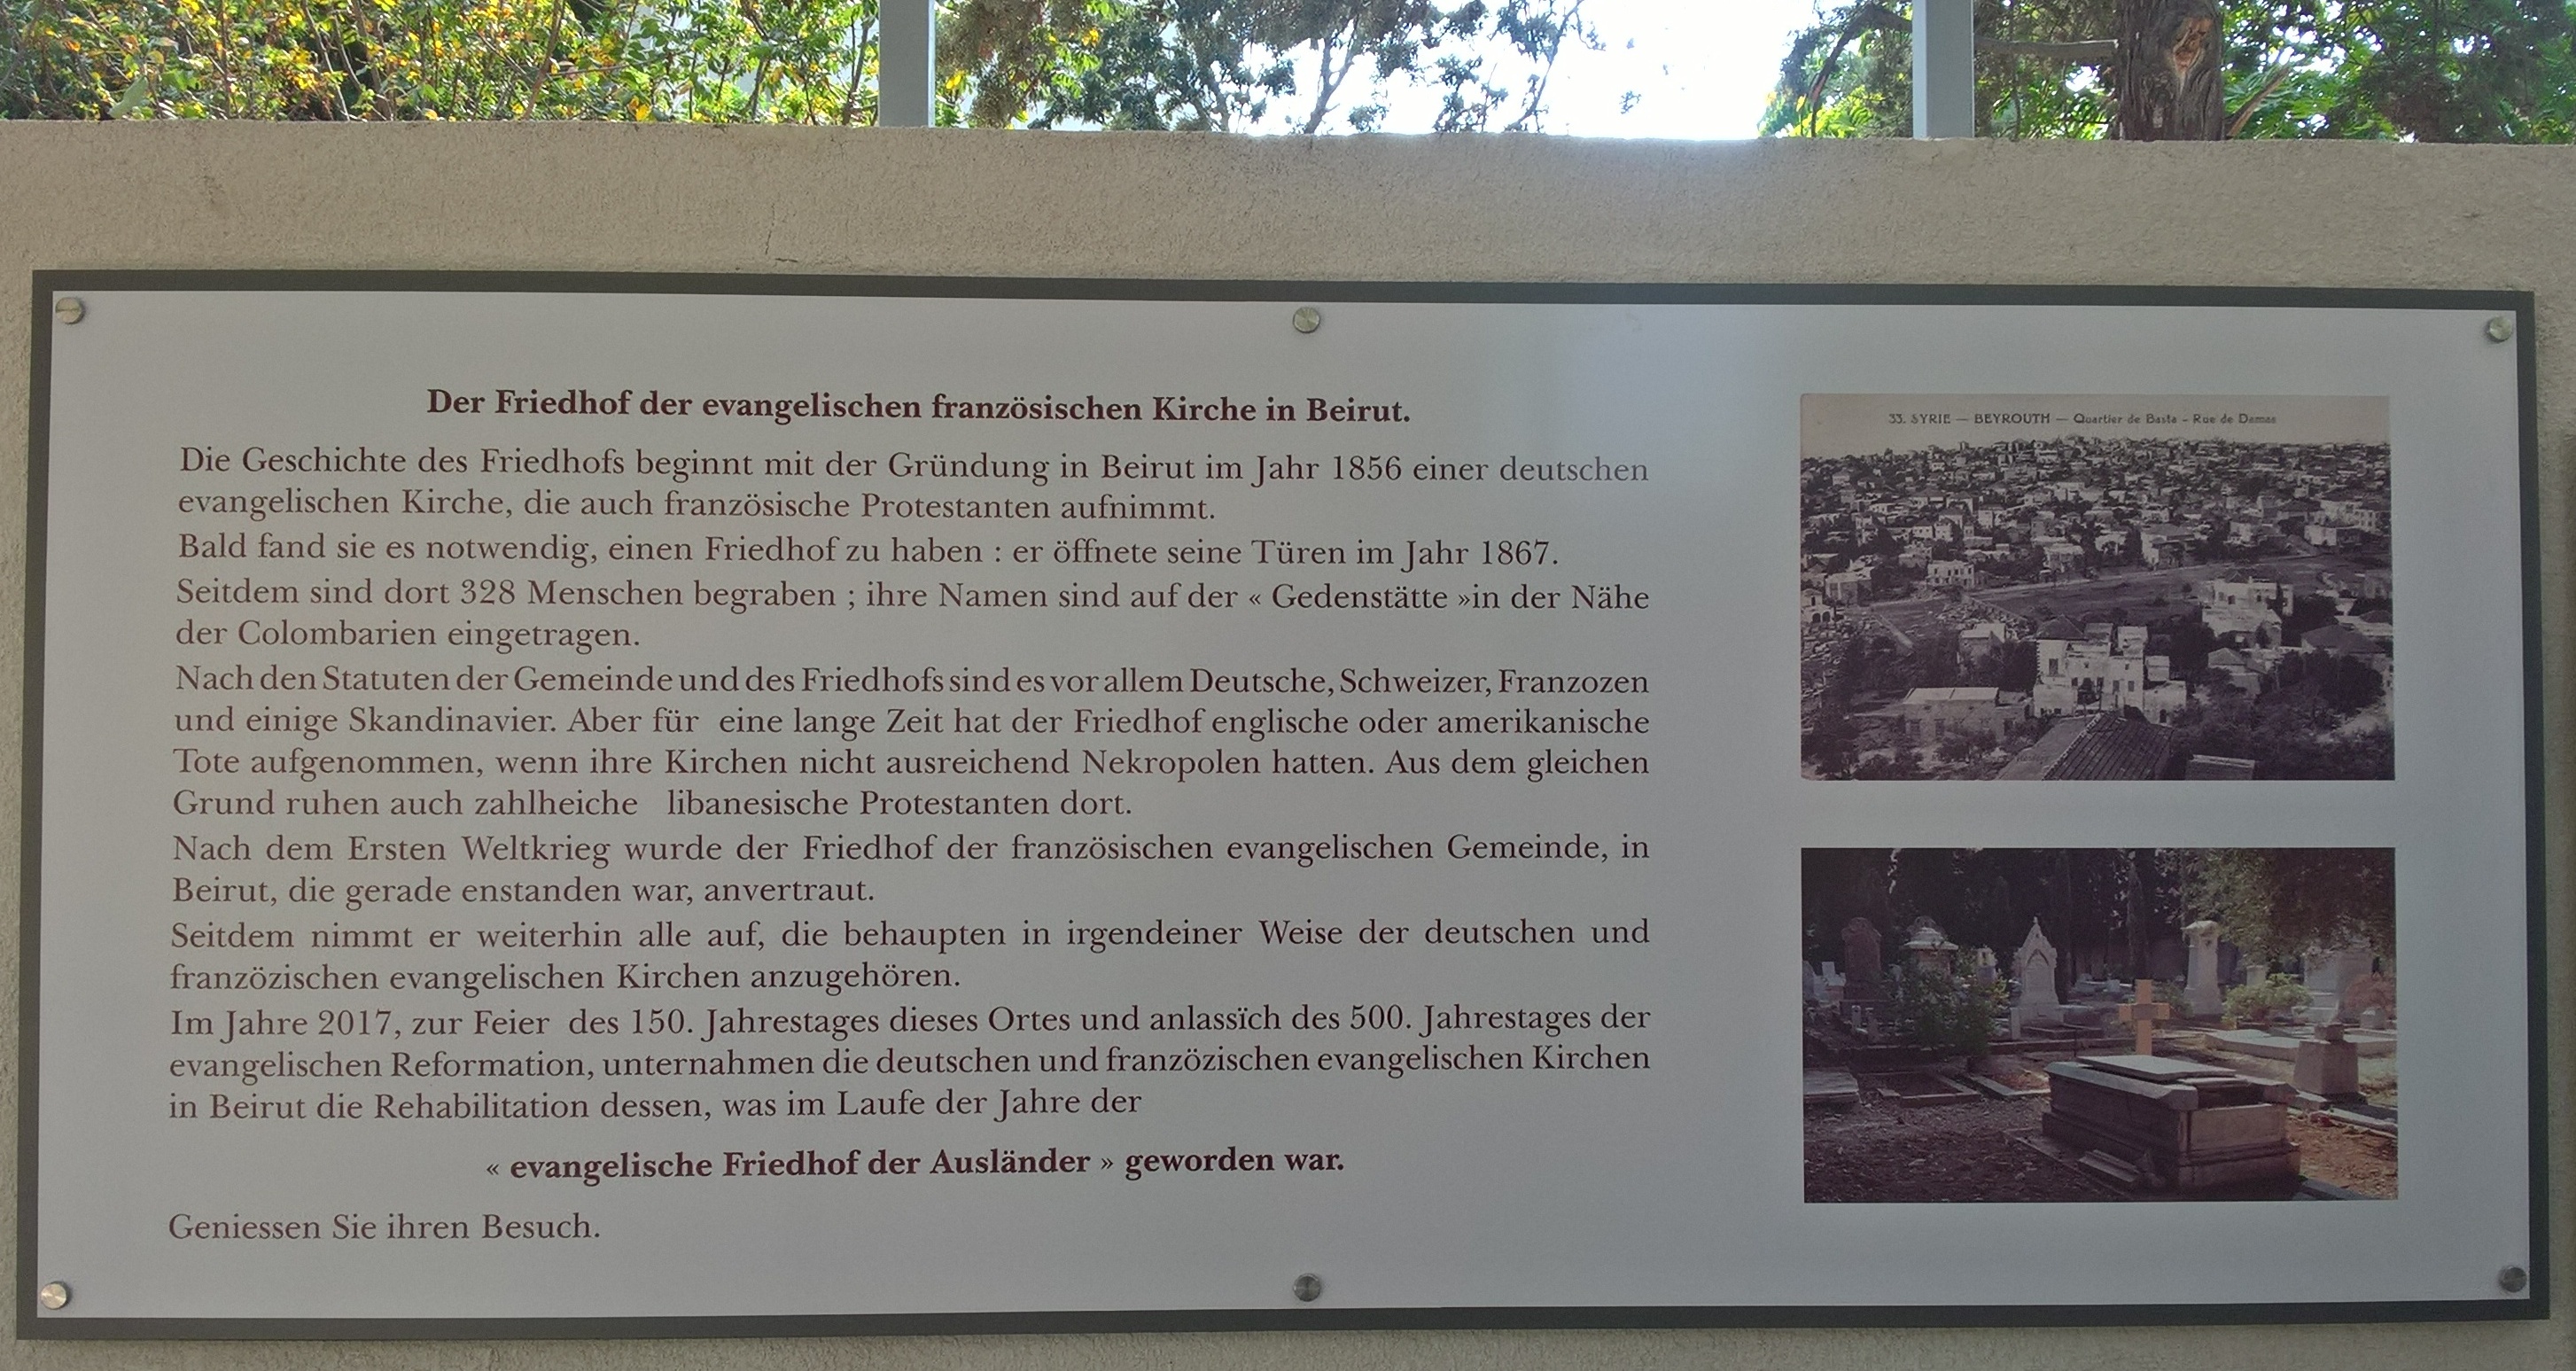 Der Friedhof der evangelischen französischen Kirche in Beirut.
Die Geschichte des Friedhofs beginnt mit der Gründung in Beirut im Jahr 1856 einer deutschen
evangelischen Kirche, die auch französische Protestanten aufnimmt.
Bald fand sie es notwendig, einen Friedhof zu haben : er öffnete seine Türen im Jahr 1867.
Seitdem sind dort 328 Menschen begraben ; ihre Namen sind auf der « Gedenstätte »in der Nähe
der Colombarien eingetragen.
Nach den Statuten der Gemeinde und des Friedhofs sind es vor allem Deutsche, Schweizer, Franzozen
und einige Skandinavier. Aber für eine lange Zeit hat der Friedhof englische oder amerikanische
Tote aufgenommen, wenn ihre Kirchen nicht ausreichend Nekropolen hatten. Aus dem gleichen
Grund ruhen auch zahlheiche libanesische Protestanten dort.
Nach dem Ersten Weltkrieg wurde der Friedhof der französischen evangelischen Gemeinde, in
Beirut, die gerade enstanden war, anvertraut.
Seitdem nimmt er weiterhin alle auf, die behaupten in irgendeiner Weise der deutschen und
französischen evangelischen Kirchen anzugehören.
Im Jahre 2017, zur Feier des 150. Jahrestages dieses Ortes und anlassïch des 500. Jahrestages der
evangelischen Reformation, unternahmen die deutschen und franzözischen evangelischen Kirchen
in Beirut die Rehabilitation dessen, was im Laufe der Jahre der
« evangelische Friedhof der Ausländer » geworden war.
Geniessen Sie ihren Besuch.
33. SYRIE — BEYROUTH — Quartier de Basta - Rue de Damas